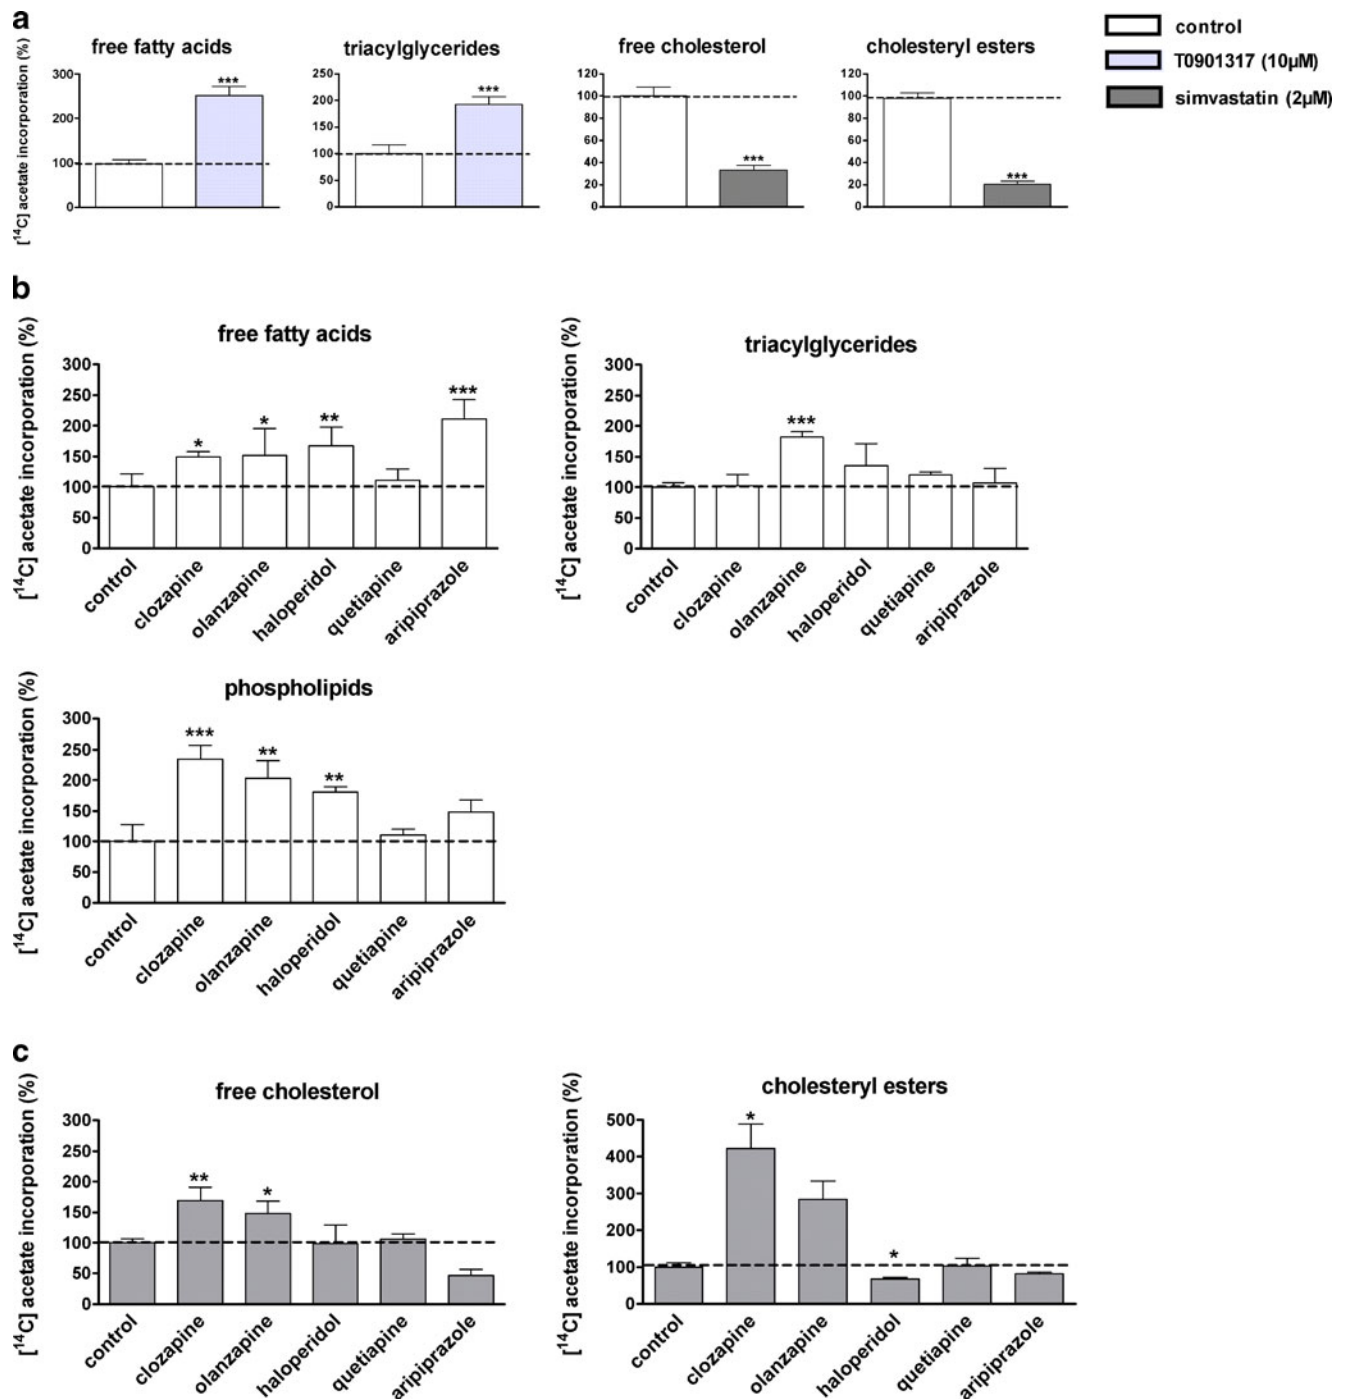 a
free fatty acids
triacylglycerides
free cholesterol
cholesteryl esters
control
T0901317 (10µM)
simvastatin (2µM)
[¹⁴C] acetate incorporation (%)
300
200
100
0
***
250
200
150
100
50
0
***
120
100
80
60
40
20
0
***
120
100
80
60
40
20
0
***
b
free fatty acids
[¹⁴C] acetate incorporation (%)
300
250
200
150
100
50
0
*
*
**
***
control
clozapine
olanzapine
haloperidol
quetiapine
aripiprazole
triacylglycerides
[¹⁴C] acetate incorporation (%)
300
250
200
150
100
50
0
***
control
clozapine
olanzapine
haloperidol
quetiapine
aripiprazole
phospholipids
[¹⁴C] acetate incorporation (%)
300
250
200
150
100
50
0
***
**
**
control
clozapine
olanzapine
haloperidol
quetiapine
aripiprazole
c
free cholesterol
[¹⁴C] acetate incorporation (%)
300
250
200
150
100
50
0
**
*
control
clozapine
olanzapine
haloperidol
quetiapine
aripiprazole
cholesteryl esters
[¹⁴C] acetate incorporation (%)
500
400
300
200
100
0
*
*
control
clozapine
olanzapine
haloperidol
quetiapine
aripiprazole